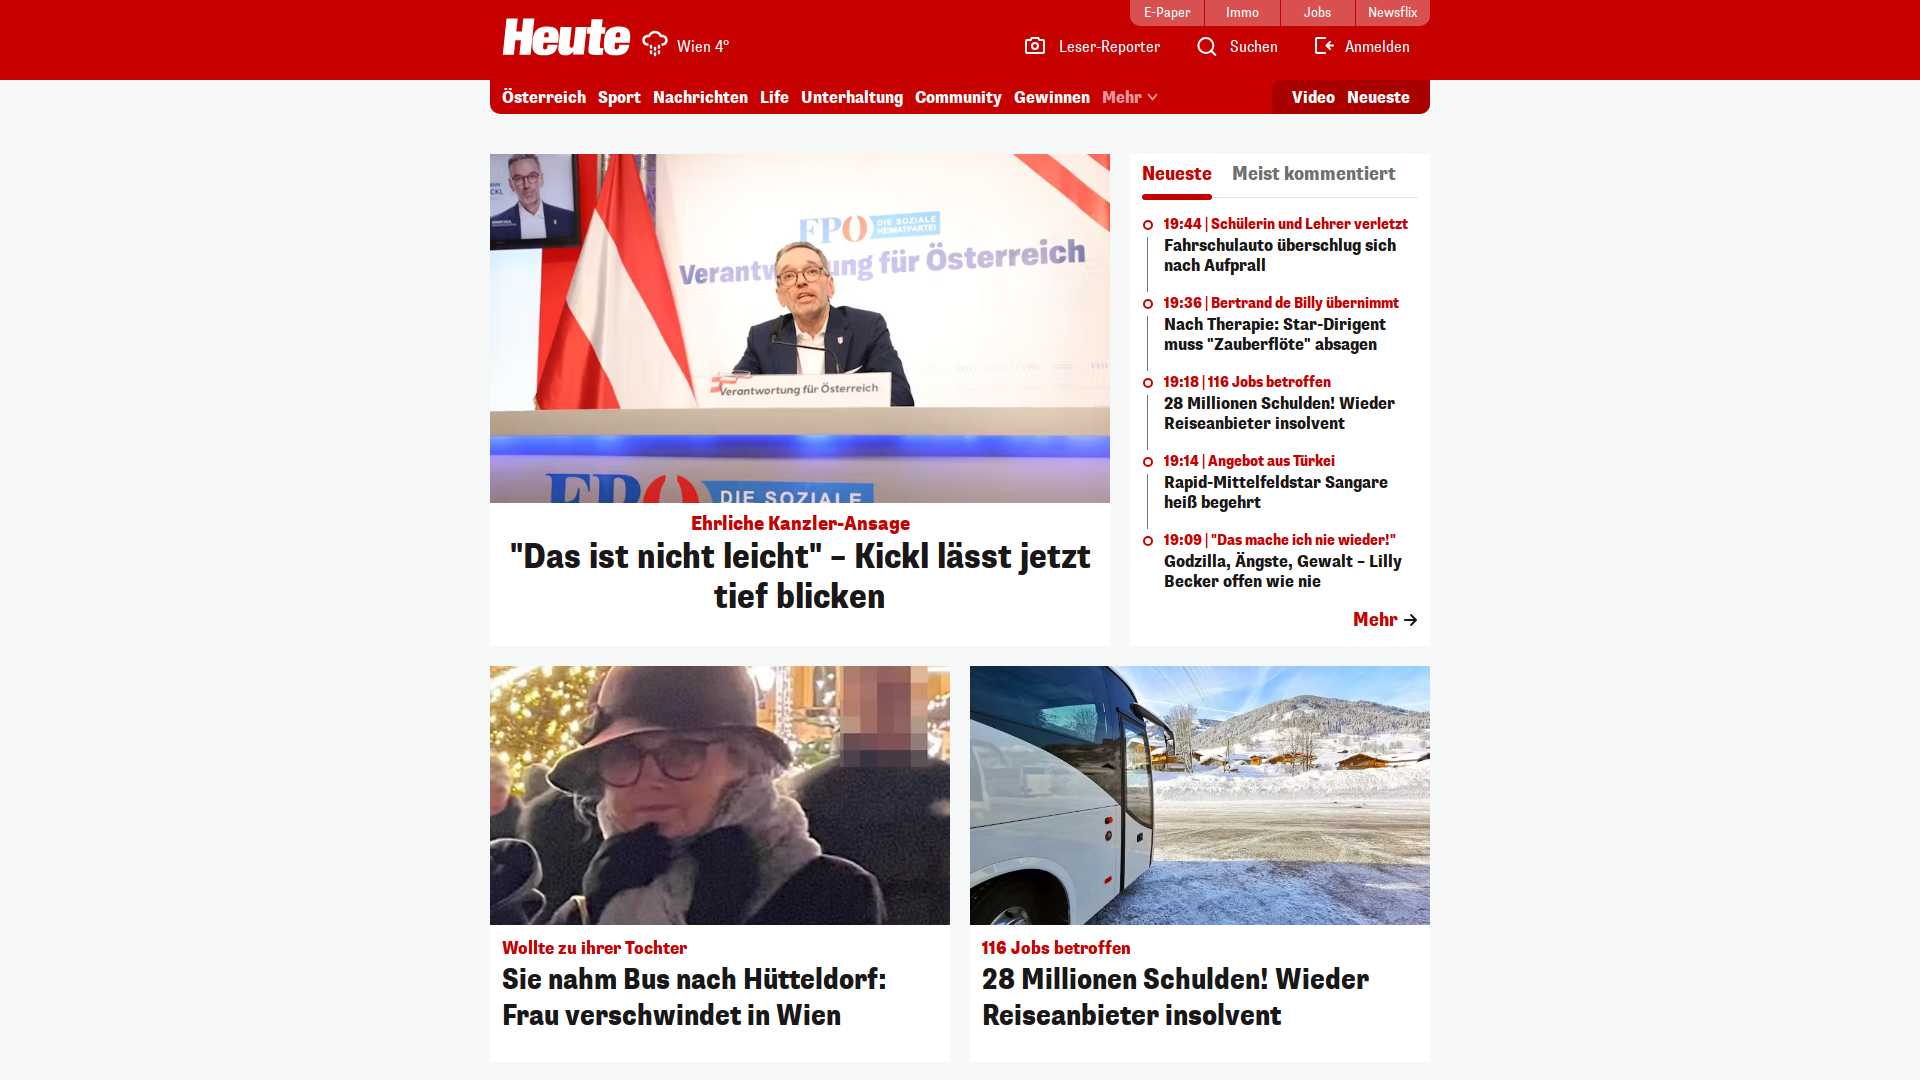 E-Paper
Immo
Jobs
Newsflix
Heute
Wien 4°
Leser-Reporter
Suchen
Anmelden
Österreich
Sport
Nachrichten
Life
Unterhaltung
Community
Gewinnen
Mehr
Video
Neueste
FPO DIE SOZIALE
HEIMATPARTEI
Verantwortung für Österreich
FPO DIE SOZIALE
Ehrliche Kanzler-Ansage
"Das ist nicht leicht" – Kickl lässt jetzt
tief blicken
Neueste
Meist kommentiert
19:44 | Schülerin und Lehrer verletzt
Fahrschulauto überschlug sich
nach Aufprall
19:36 | Bertrand de Billy übernimmt
Nach Therapie: Star-Dirigent
muss "Zauberflöte" absagen
19:18 | 116 Jobs betroffen
28 Millionen Schulden! Wieder
Reiseanbieter insolvent
19:14 | Angebot aus Türkei
Rapid-Mittelfeldstar Sangare
heiß begehrt
19:09 | "Das mache ich nie wieder!"
Godzilla, Ängste, Gewalt – Lilly
Becker offen wie nie
Mehr
Wollte zu ihrer Tochter
Sie nahm Bus nach Hütteldorf:
Frau verschwindet in Wien
116 Jobs betroffen
28 Millionen Schulden! Wieder
Reiseanbieter insolvent